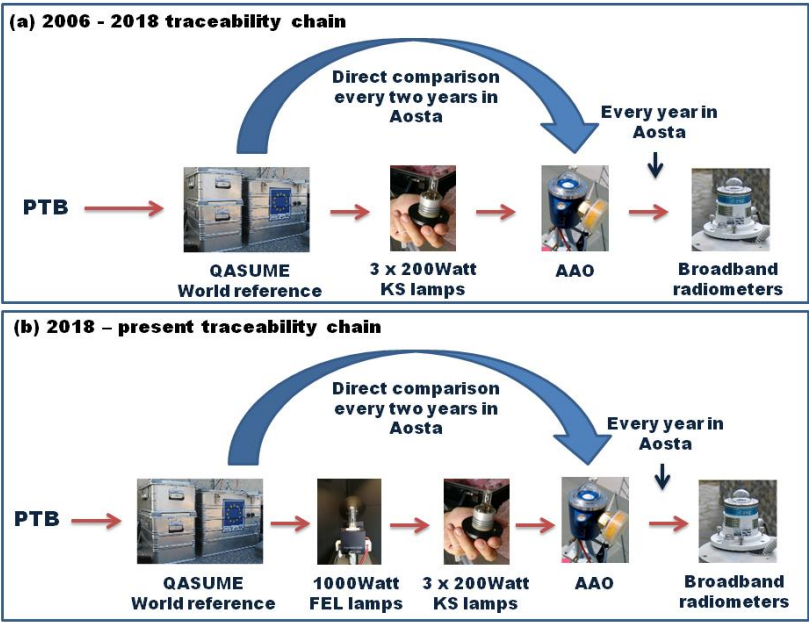 (a) 2006 - 2018 traceability chain
Direct comparison
every two years in
Aosta
Every year in
Aosta
PTB
QASUME
World reference
3 x 200Watt
KS lamps
AAO
Broadband
radiometers
(b) 2018 – present traceability chain
Direct comparison
every two years in
Aosta
Every year in
Aosta
PTB
QASUME
World reference
1000Watt
FEL lamps
3 x 200Watt
KS lamps
AAO
Broadband
radiometers